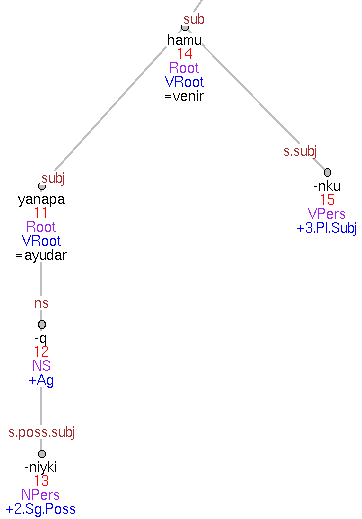 sub
hamu
14
Root
VRoot
=venir
subj
s.subj
yanapa
11
Root
VRoot
=ayudar
-nku
15
VPers
+3.Pl.Subj
ns
-q
12
NS
+Ag
s.poss.subj
-niyki
13
NPers
+2.Sg.Poss